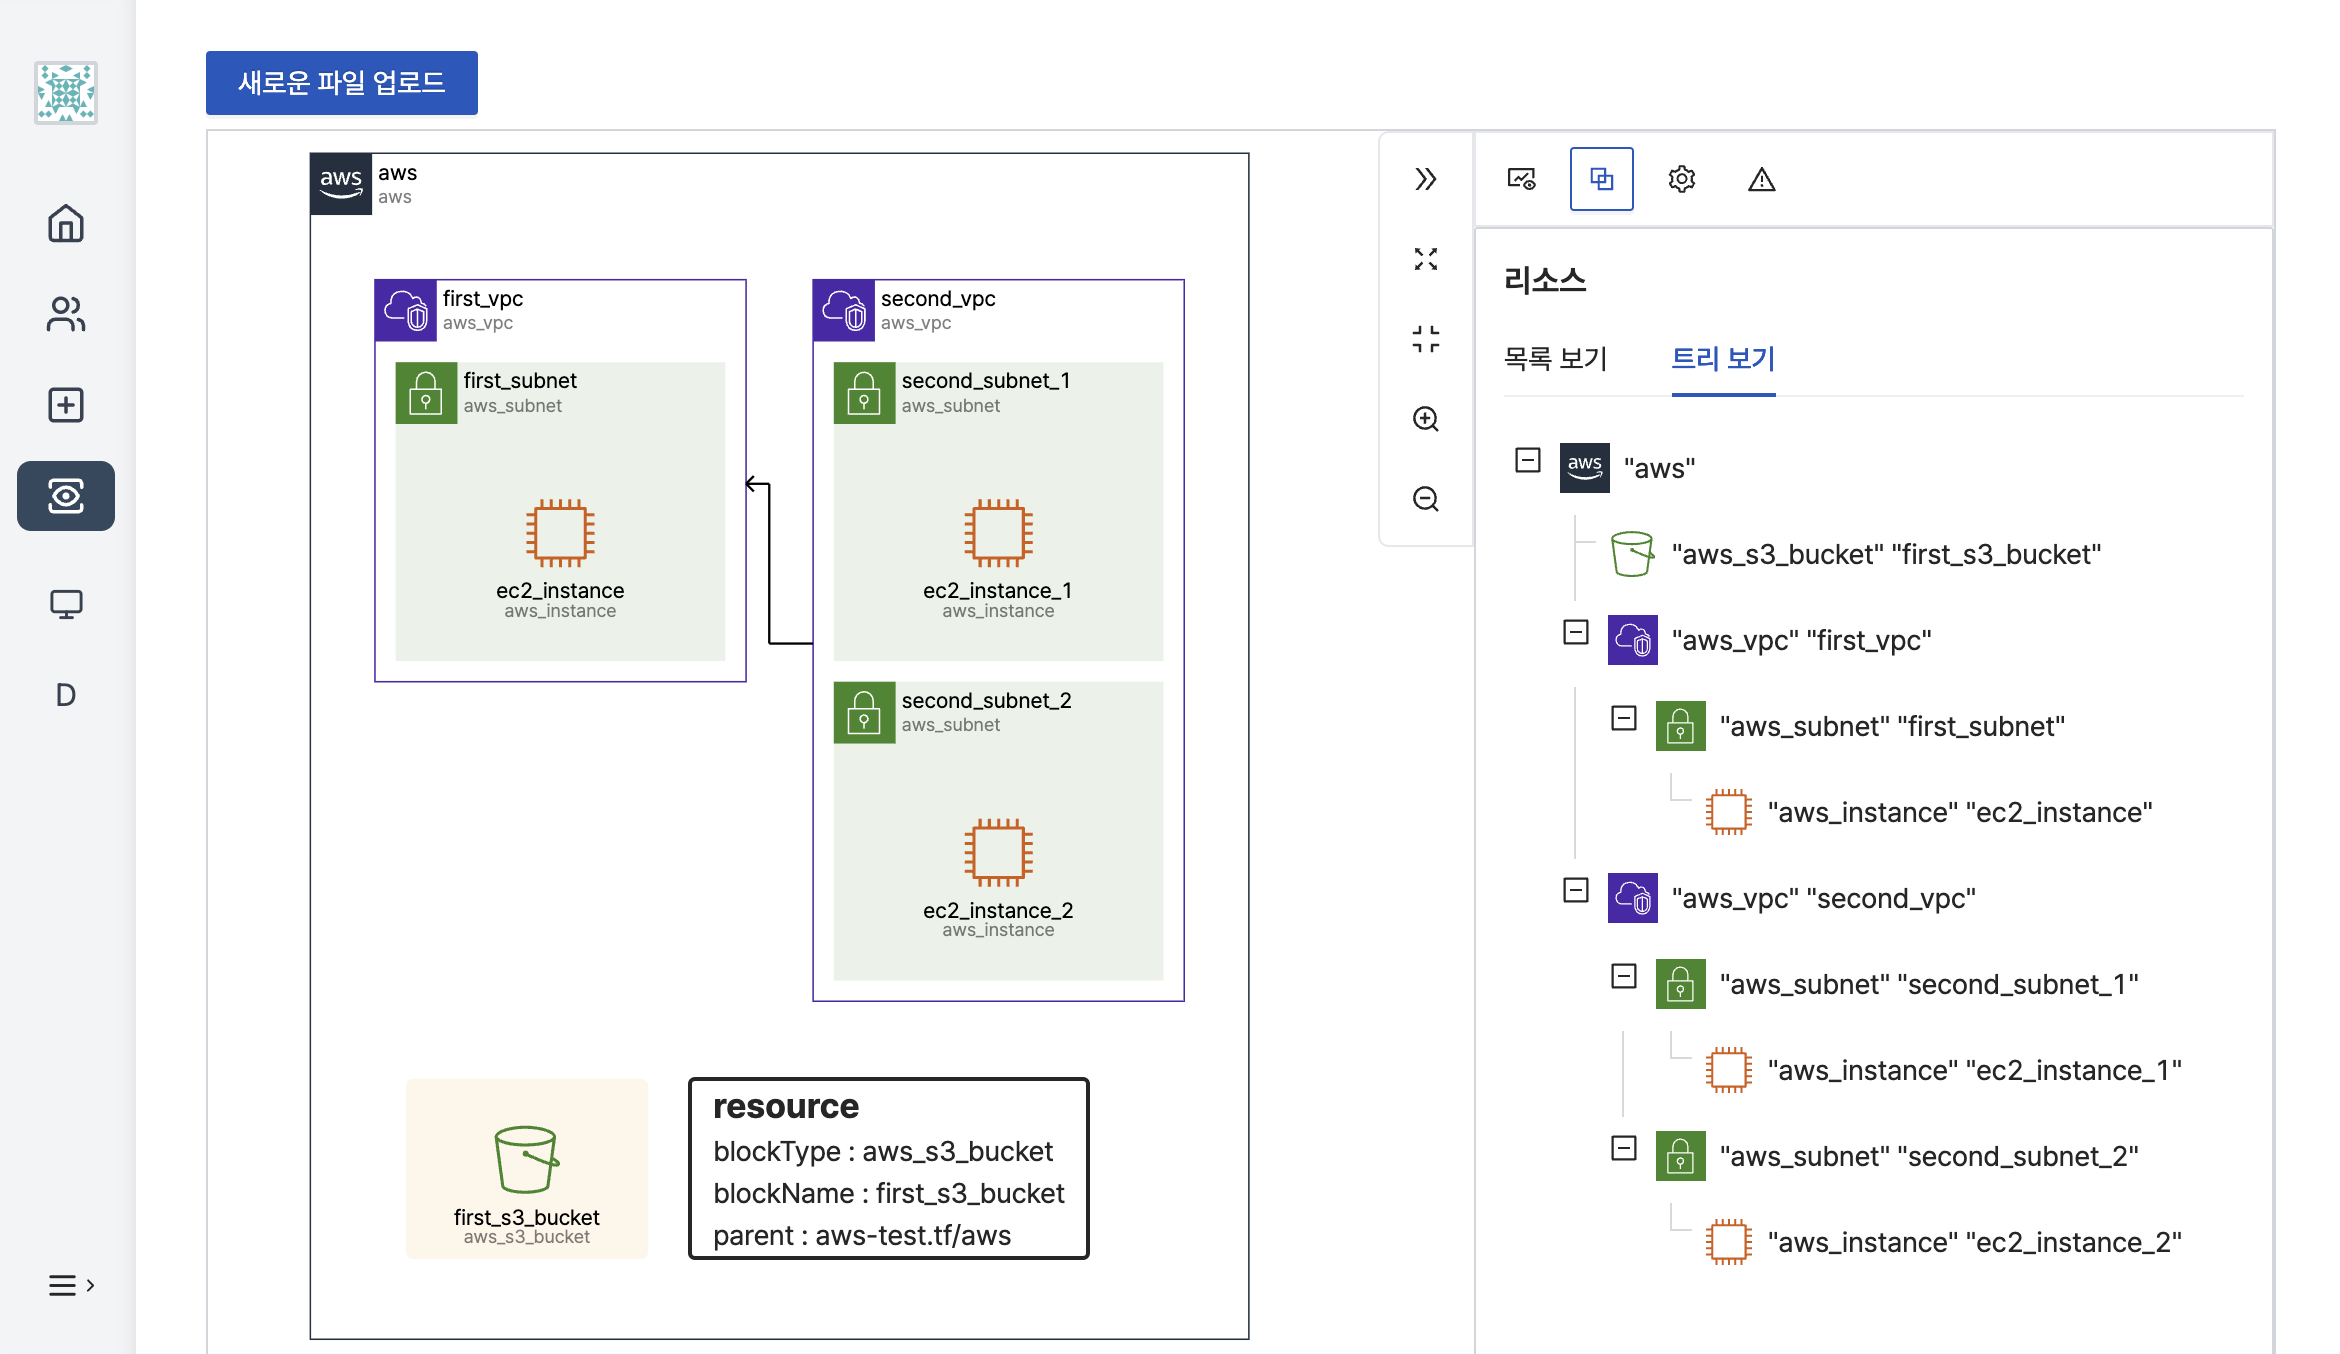 새로운 파일 업로드
aws
aws
aws
first_vpc
aws_vpc
first_subnet
aws_subnet
ec2_instance
aws_instance
second_vpc
aws_vpc
second_subnet_1
aws_subnet
ec2_instance_1
aws_instance
second_subnet_2
aws_subnet
ec2_instance_2
aws_instance
first_s3_bucket
aws_s3_bucket
resource
blockType : aws_s3_bucket
blockName : first_s3_bucket
parent : aws-test.tf/aws
D
리소스
목록 보기
트리 보기
aws "aws"
"aws_s3_bucket" "first_s3_bucket"
"aws_vpc" "first_vpc"
"aws_subnet" "first_subnet"
"aws_instance" "ec2_instance"
"aws_vpc" "second_vpc"
"aws_subnet" "second_subnet_1"
"aws_instance" "ec2_instance_1"
"aws_subnet" "second_subnet_2"
"aws_instance" "ec2_instance_2"